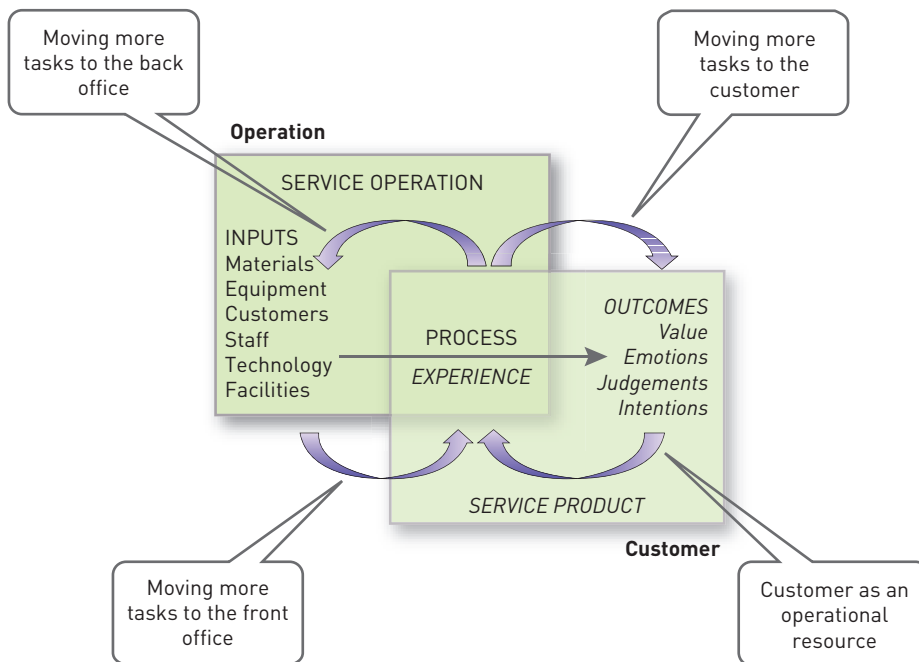 Moving more
tasks to the back
office
Moving more
tasks to the
customer
Operation
SERVICE OPERATION
INPUTS
Materials
Equipment
Customers
Staff
Technology
Facilities
PROCESS
EXPERIENCE
OUTCOMES
Value
Emotions
Judgements
Intentions
SERVICE PRODUCT
Customer
Moving more
tasks to the front
office
Customer as an
operational
resource